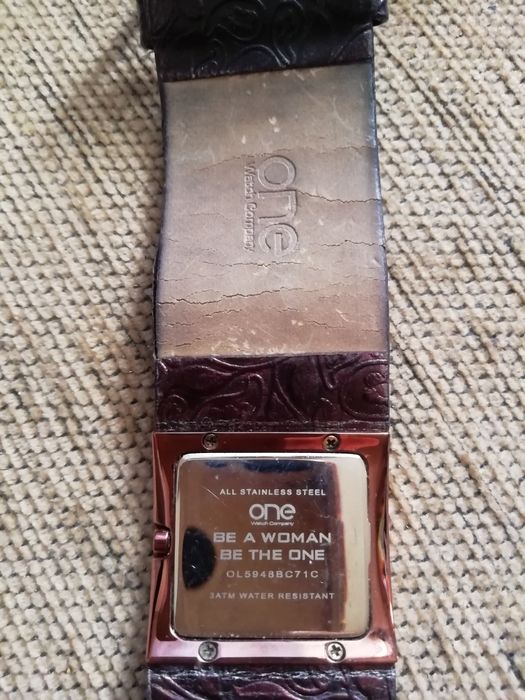 one
Watch Company
ALL STAINLESS STEEL
one
Watch Company
BE A WOMAN
BE THE ONE
OL5948BC71C
3ATM WATER RESISTANT